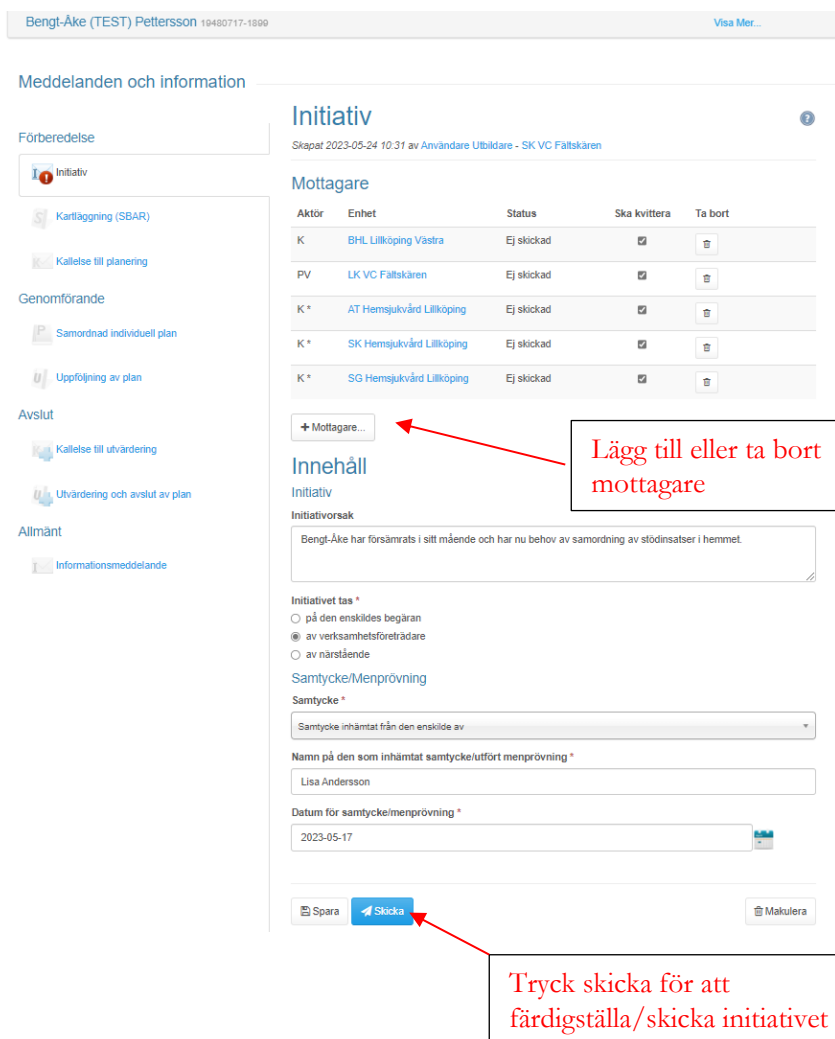 Bengt-Åke (TEST) Pettersson 19480717-1899
Visa Mer...
Meddelanden och information
Förberedelse
Initiativ
Kartläggning (SBAR)
Kallelse till planering
Genomförande
Samordnad individuell plan
Uppföljning av plan
Avslut
Kallelse till utvärdering
Utvärdering och avslut av plan
Allmänt
Informationsmeddelande
Initiativ
Skapat 2023-05-24 10:31 av Användare Utbildare - SK VC Fältskären
Mottagare
Aktör Enhet Status Ska kvittera Ta bort
K BHL Lillköping Västra Ej skickad
PV LK VC Fältskären Ej skickad
K * AT Hemsjukvård Lillköping Ej skickad
K * SK Hemsjukvård Lillköping Ej skickad
K * SG Hemsjukvård Lillköping Ej skickad
+ Mottagare...
Lägg till eller ta bort
mottagare
Innehåll
Initiativ
Initiativorsak
Bengt-Åke har försämrats i sitt mående och har nu behov av samordning av stödinsatser i hemmet.
Initiativet tas *
på den enskildes begäran
av verksamhetsföreträdare
av närstående
Samtycke/Menprövning
Samtycke *
Samtycke inhämtat från den enskilde av
Namn på den som inhämtat samtycke/utfört menprövning *
Lisa Andersson
Datum för samtycke/menprövning *
2023-05-17
Spara
Skicka
Makulera
Tryck skicka för att
färdigställa/skicka initiativet